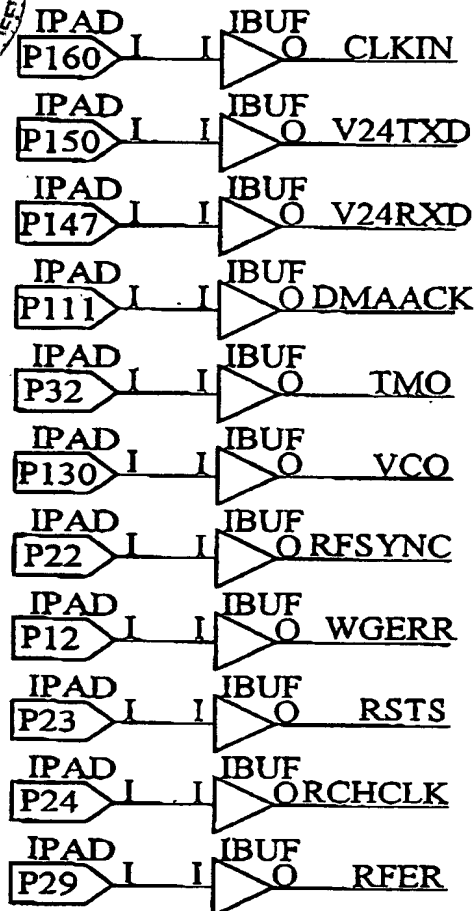 IPAD IBUF
P160 I I O CLKIN
IPAD IBUF
P150 I I O V24TXD
IPAD IBUF
P147 I I O V24RXD
IPAD IBUF
P111 I I O DMAACK
IPAD IBUF
P32 I I O TMO
IPAD IBUF
P130 I I O VCO
IPAD IBUF
P22 I I O RFSYNC
IPAD IBUF
P12 I I O WGERR
IPAD IBUF
P23 I I O RSTS
IPAD IBUF
P24 I I O RCHCLK
IPAD IBUF
P29 I I O RFER